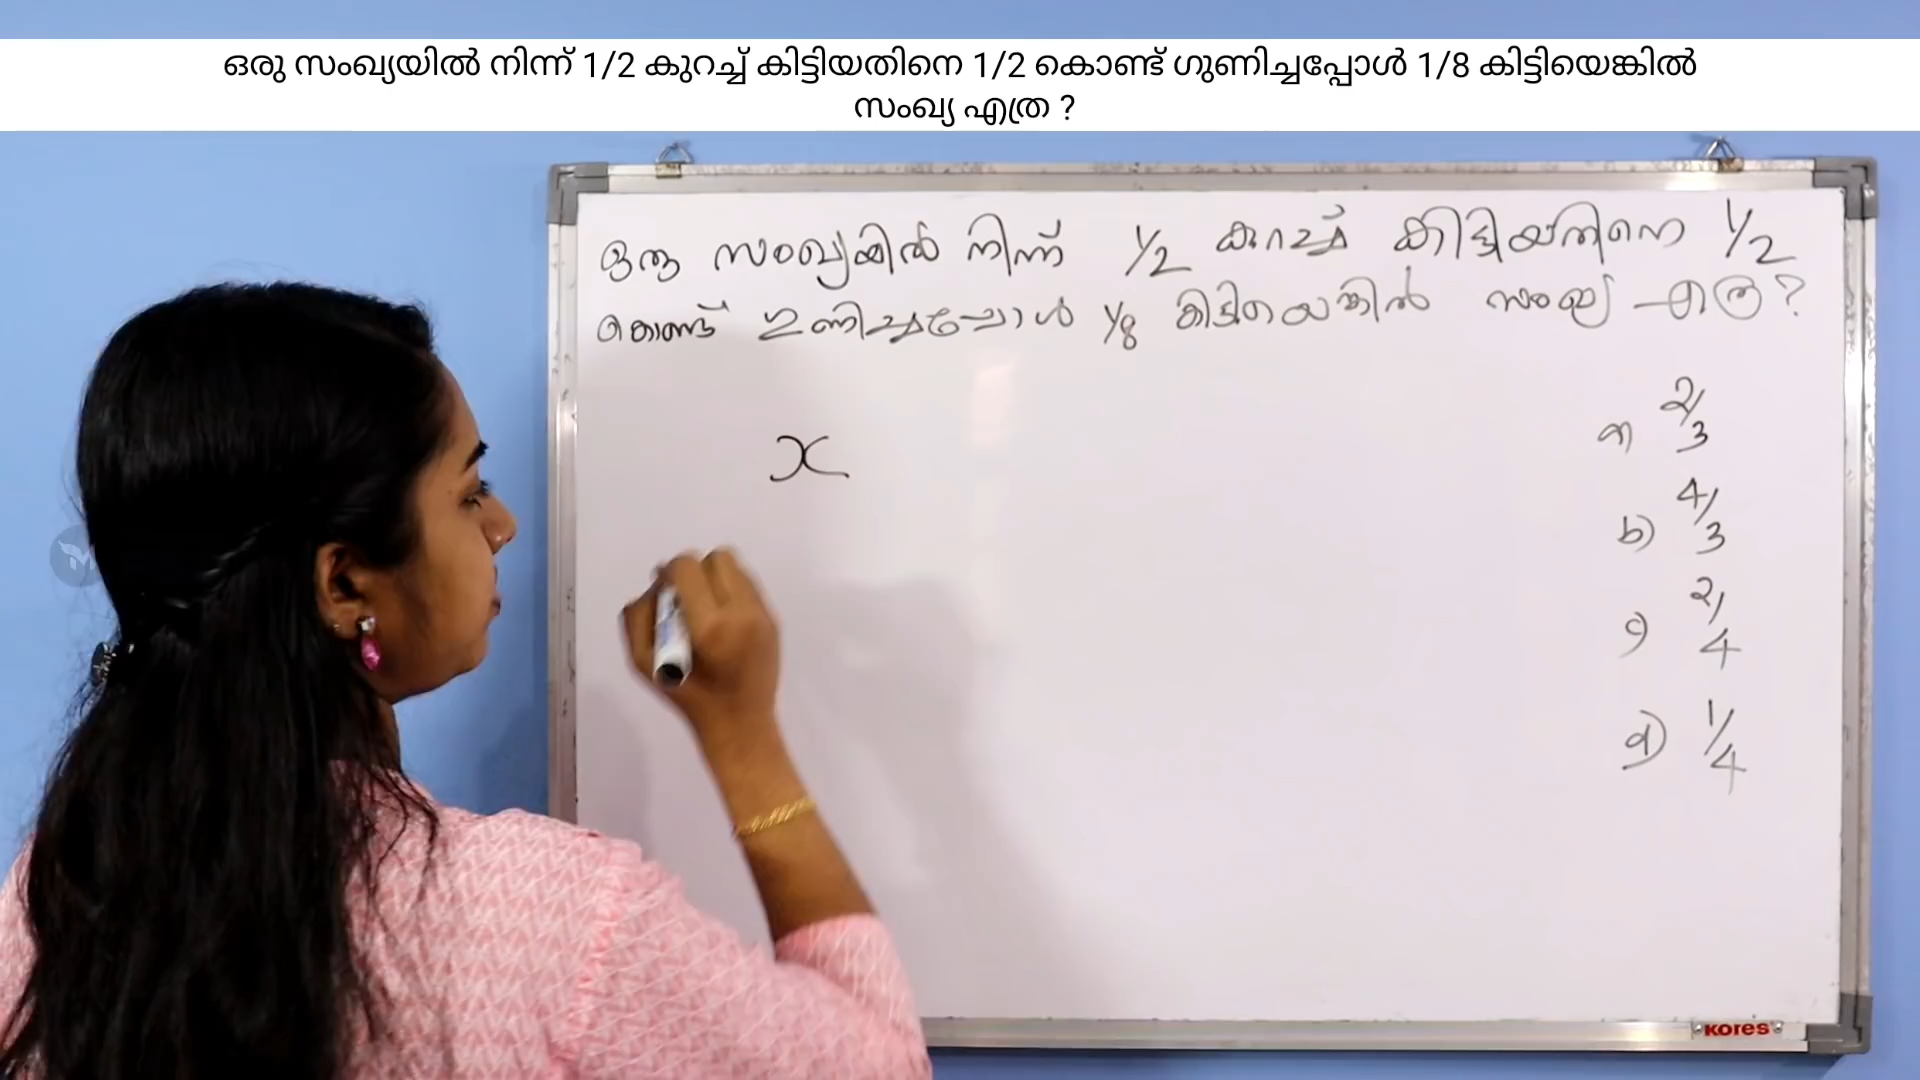 ഒരു സംഖ്യയിൽ നിന്ന് 1/2 കുറച്ച് കിട്ടിയതിനെ 1/2 കൊണ്ട് ഗുണിച്ചപ്പോൾ 1/8 കിട്ടിയെങ്കിൽ
സംഖ്യ എത്ര ?
ഒരു സംഖ്യയിൽ നിന്ന് 1/2 കുറച്ച് കിട്ടിയതിനെ 1/2
കൊണ്ട് ഗുണിച്ചപ്പോൾ 1/8 കിട്ടിയെങ്കിൽ സംഖ്യ എത്ര?
x
a) 2/3
b) 4/3
c) 2/4
d) 1/4
KORES